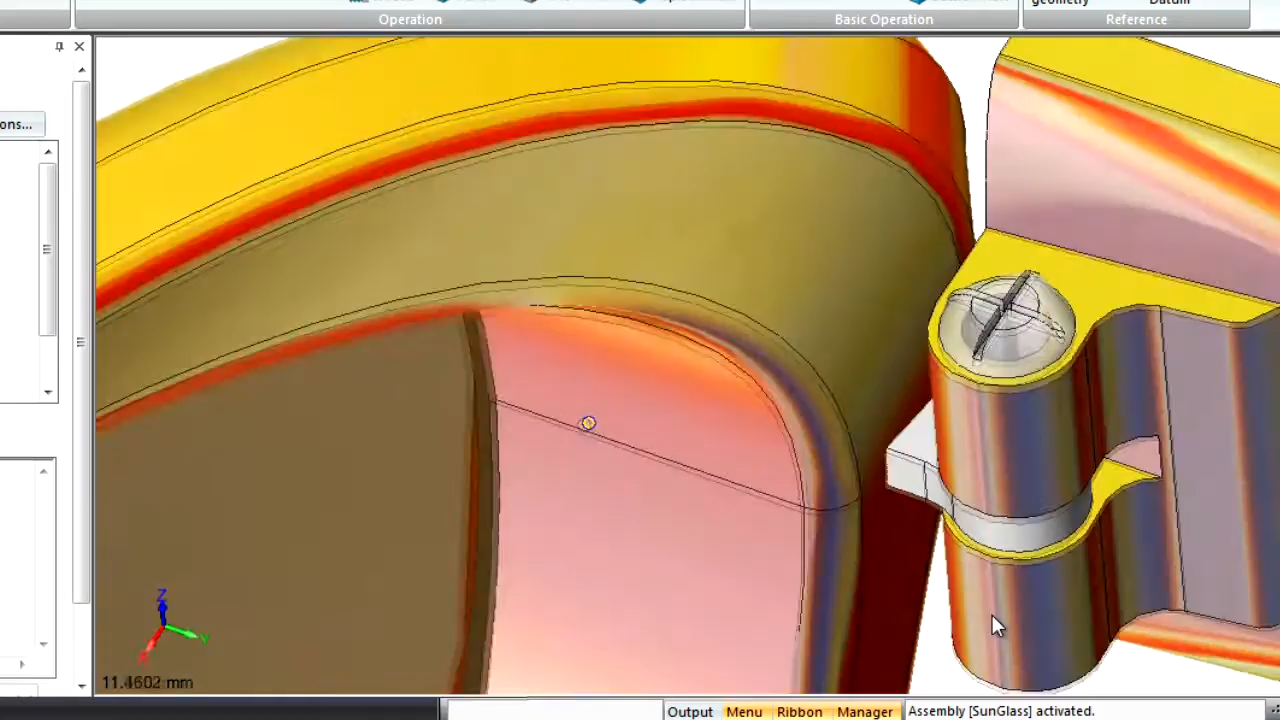 geometry Datum
Operation Basic Operation Reference
ons...
Z
Y
X
11.4602 mm
Output Menu Ribbon Manager Assembly [SunGlass] activated.